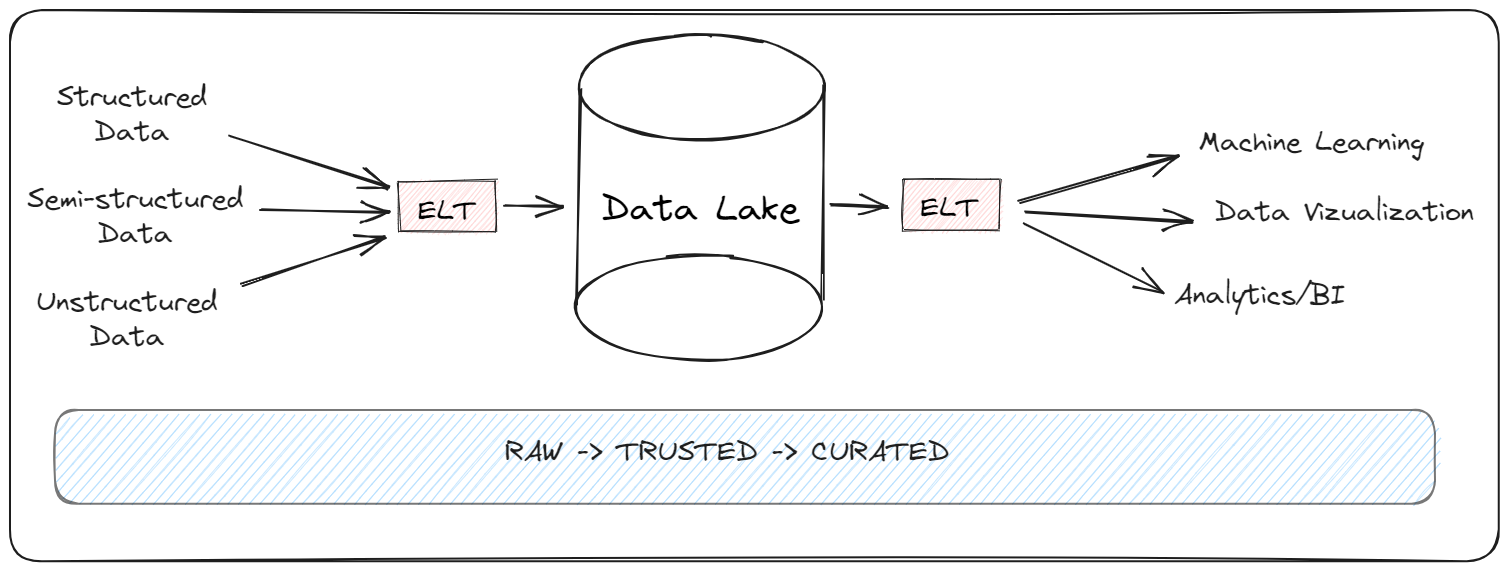 Structured
Data
Semi-structured
Data
Unstructured
Data
ELT
Data Lake
ELT
Machine Learning
Data Vizualization
Analytics/BI
RAW -> TRUSTED -> CURATED